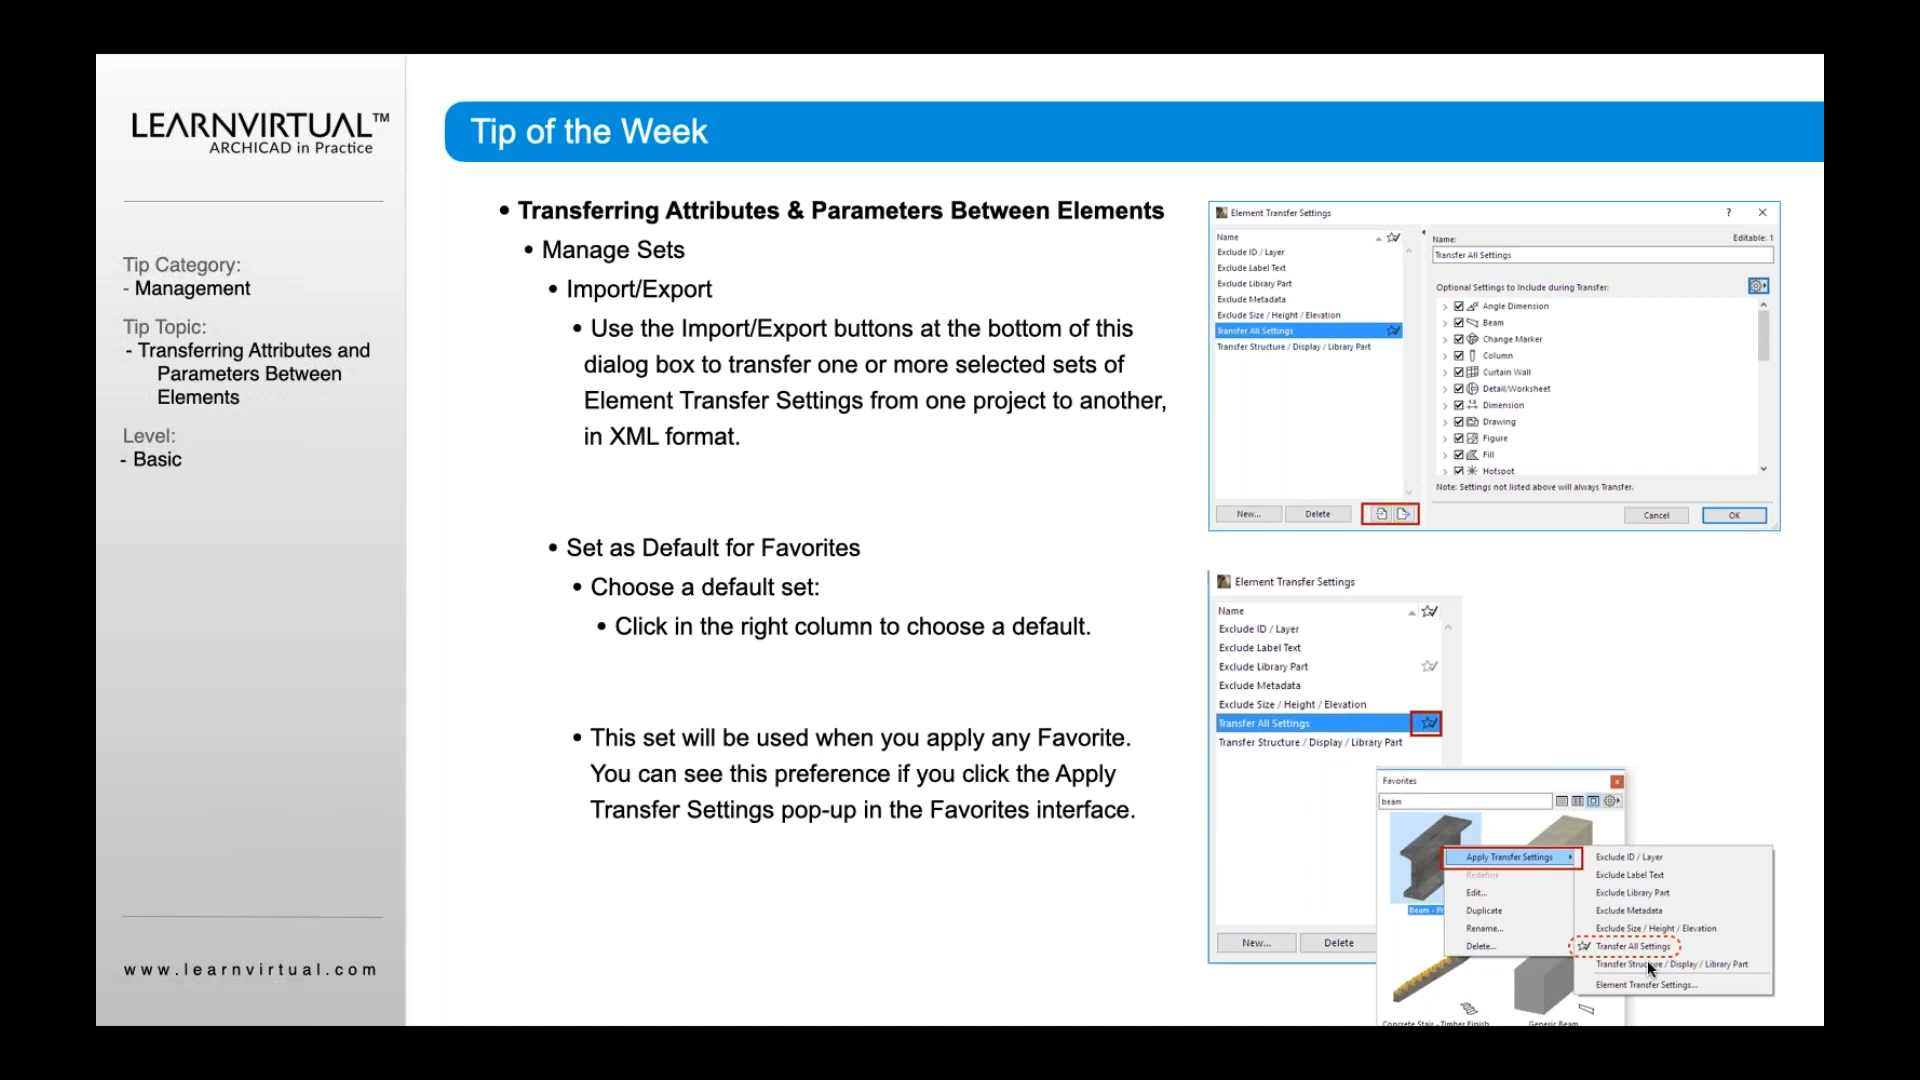 LEARNVIRTUAL™
ARCHICAD in Practice
Tip Category:
- Management
Tip Topic:
- Transferring Attributes and
Parameters Between
Elements
Level:
- Basic
www.learnvirtual.com
Tip of the Week
• Transferring Attributes & Parameters Between Elements
• Manage Sets
• Import/Export
• Use the Import/Export buttons at the bottom of this
dialog box to transfer one or more selected sets of
Element Transfer Settings from one project to another,
in XML format.
• Set as Default for Favorites
• Choose a default set:
• Click in the right column to choose a default.
• This set will be used when you apply any Favorite.
You can see this preference if you click the Apply
Transfer Settings pop-up in the Favorites interface.
Element Transfer Settings
?
Name
Exclude ID / Layer
Exclude Label Text
Exclude Library Part
Exclude Metadata
Exclude Size / Height / Elevation
Transfer All Settings
Transfer Structure / Display / Library Part
New...
Delete
Name:
Editable: 1
Transfer All Settings
Optional Settings to Include during Transfer:
Angle Dimension
Beam
Change Marker
Column
Curtain Wall
Detail/Worksheet
Dimension
Drawing
Figure
Fill
Hotspot
Note: Settings not listed above will always Transfer.
Cancel
OK
Element Transfer Settings
Name
Exclude ID / Layer
Exclude Label Text
Exclude Library Part
Exclude Metadata
Exclude Size / Height / Elevation
Transfer All Settings
Transfer Structure / Display / Library Part
New...
Delete
Favorites
beam
Beam -
Apply Transfer Settings
Redefine
Edit...
Duplicate
Rename...
Delete...
Exclude ID / Layer
Exclude Label Text
Exclude Library Part
Exclude Metadata
Exclude Size / Height / Elevation
Transfer All Settings
Transfer Structure / Display / Library Part
Element Transfer Settings...
Concrete Stair - Timber Finish
Generic Beam